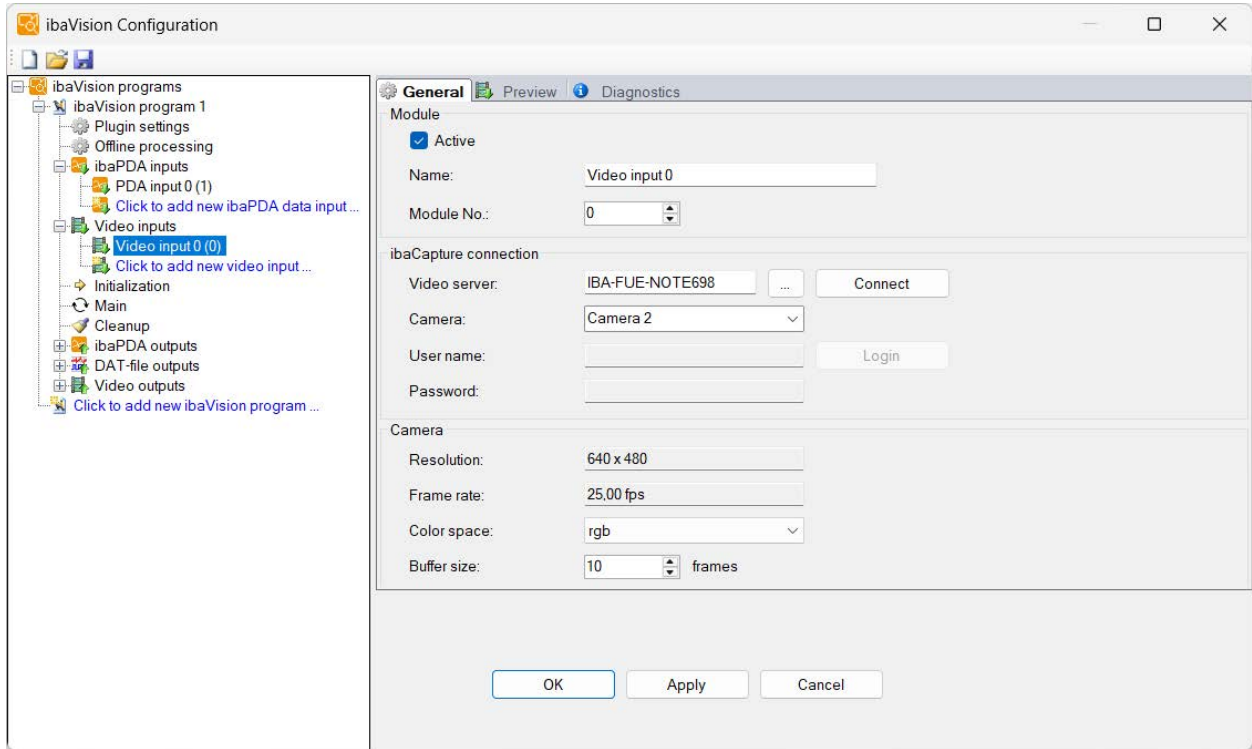 ibaVision Configuration
ibaVision programs
ibaVision program 1
Plugin settings
Offline processing
ibaPDA inputs
PDA input 0 (1)
Click to add new ibaPDA data input ...
Video inputs
Video input 0 (0)
Click to add new video input ...
Initialization
Main
Cleanup
ibaPDA outputs
DAT-file outputs
Video outputs
Click to add new ibaVision program ...
General Preview Diagnostics
Module
Active
Name: Video input 0
Module No.: 0
ibaCapture connection
Video server: IBA-FUE-NOTE698 ... Connect
Camera: Camera 2
User name: Login
Password:
Camera
Resolution: 640 x 480
Frame rate: 25,00 fps
Color space: rgb
Buffer size: 10 frames
OK Apply Cancel